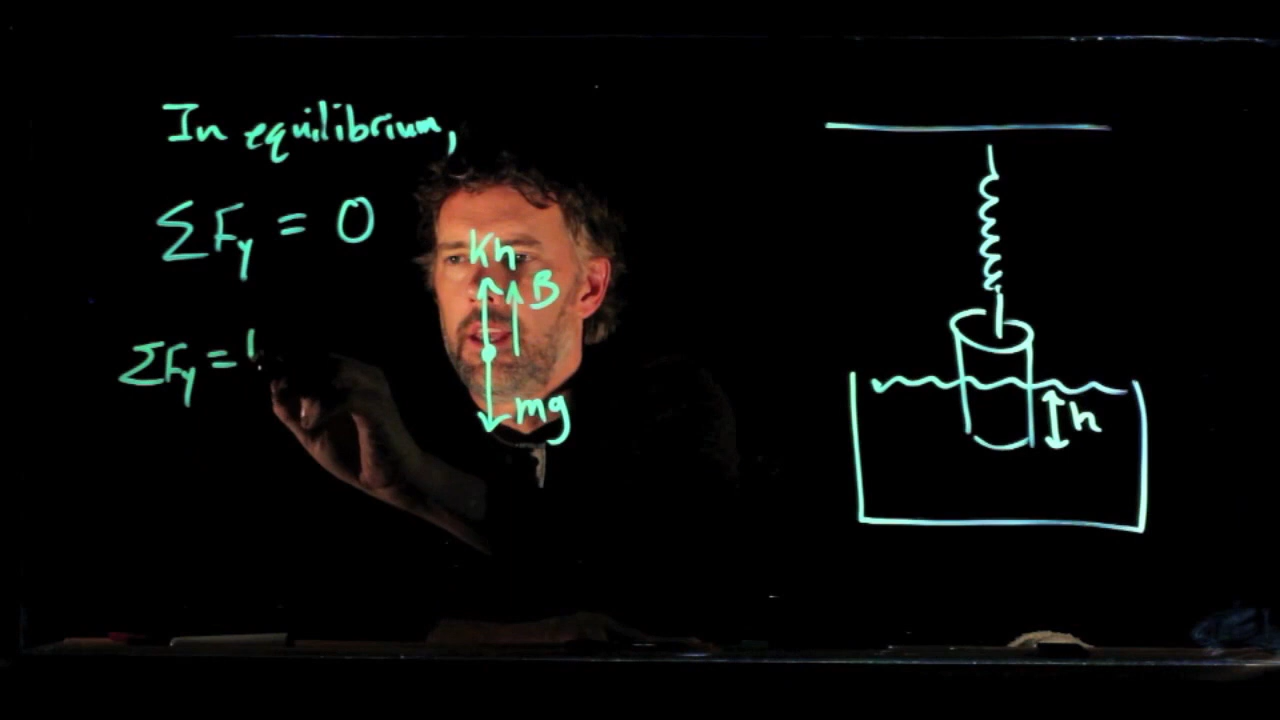 In equilibrium,
ΣFy = 0
Kh
B
ΣFy =
mg
h